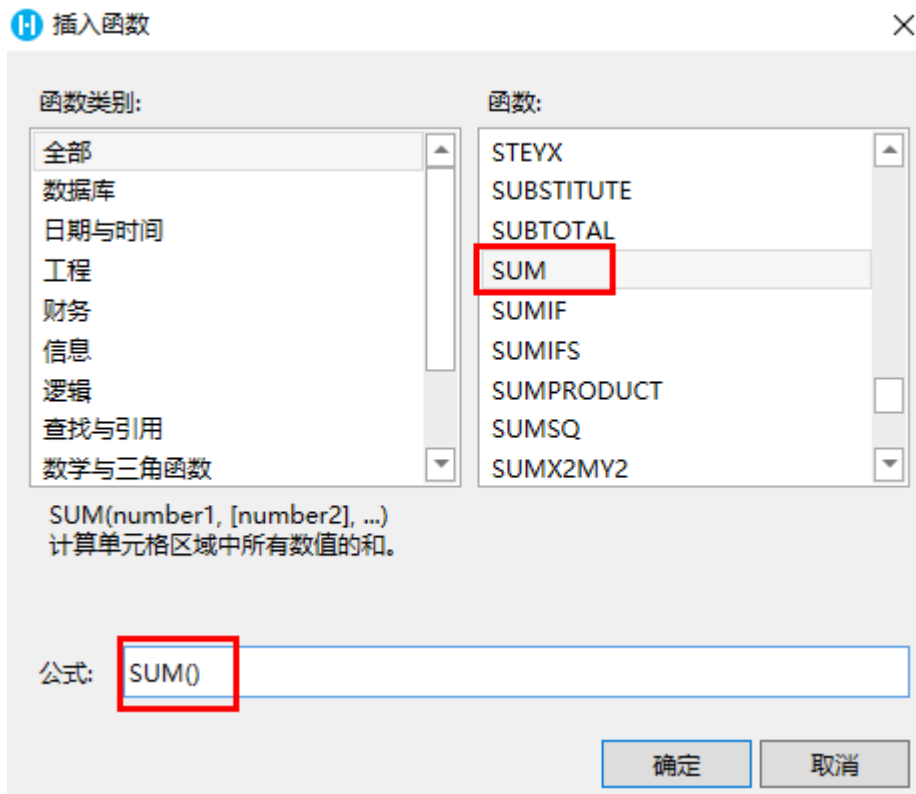 插入函数
函数类别:
全部
数据库
日期与时间
工程
财务
信息
逻辑
查找与引用
数学与三角函数
函数:
STEYX
SUBSTITUTE
SUBTOTAL
SUM
SUMIF
SUMIFS
SUMPRODUCT
SUMSQ
SUMX2MY2
SUM(number1, [number2], ...)
计算单元格区域中所有数值的和。
公式: SUM()
确定 取消